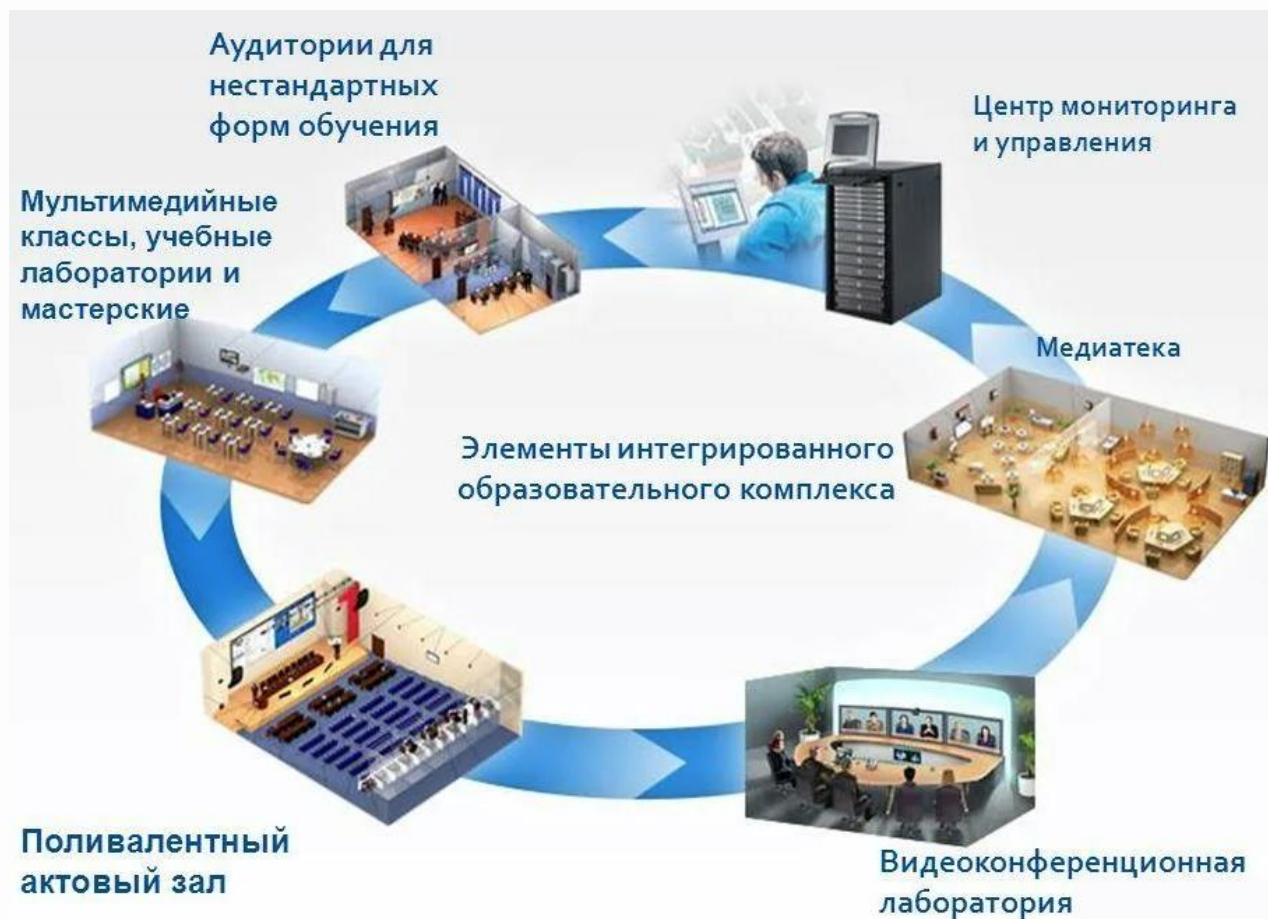 Аудитории для
нестандартных
форм обучения
Центр мониторинга
и управления
Мультимедийные
классы, учебные
лаборатории и
мастерские
Медиатека
Элементы интегрированного
образовательного комплекса
Поливалентный
актовый зал
Видеоконференционная
лаборатория